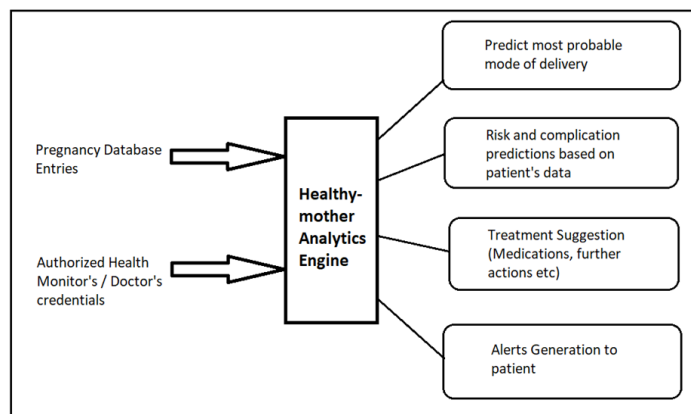 Pregnancy Database
Entries
Authorized Health
Monitor's / Doctor's
credentials
Healthy-
mother
Analytics
Engine
Predict most probable
mode of delivery
Risk and complication
predictions based on
patient's data
Treatment Suggestion
(Medications, further
actions etc)
Alerts Generation to
patient